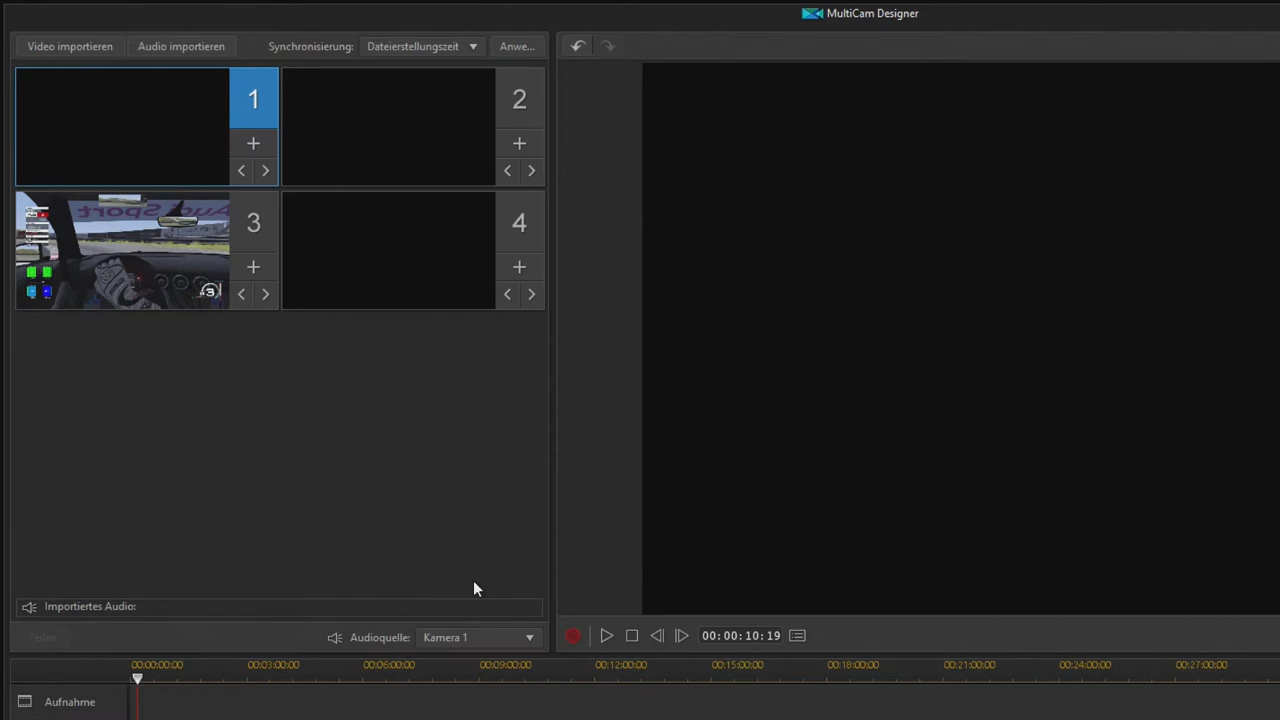 MultiCam Designer
Video importieren Audio importieren Synchronisierung: Dateierstellungszeit Anwe...
1 2
3 4
Importiertes Audio:
Teilen Audioquelle: Kamera 1
00:00:10:19
00:00:00:00 00:03:00:00 00:06:00:00 00:09:00:00 00:12:00:00 00:15:00:00 00:18:00:00 00:21:00:00 00:24:00:00 00:27:00:00
Aufnahme